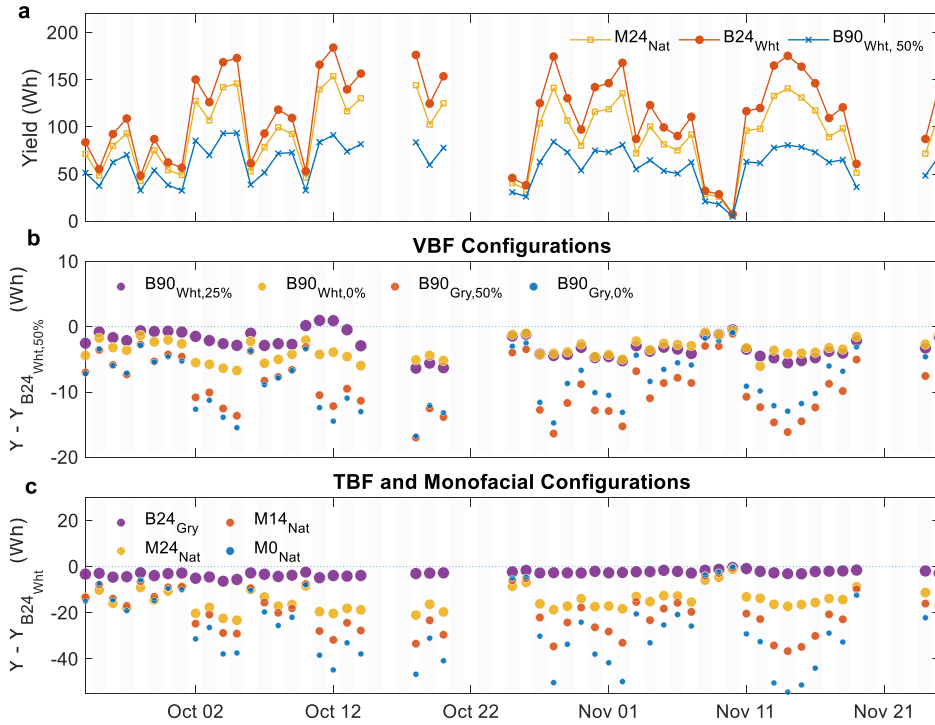 a
200
150
100
50
0
Yield (Wh)
M24Nat
B24Wht
B90Wht, 50%
b
VBF Configurations
10
0
-10
-20
Y - Y B24Wht,50% (Wh)
B90Wht,25%
B90Wht,0%
B90Gry,50%
B90Gry,0%
c
TBF and Monofacial Configurations
20
0
-20
-40
Y - Y B24Wht (Wh)
B24Gry
M14Nat
M24Nat
M0Nat
Oct 02
Oct 12
Oct 22
Nov 01
Nov 11
Nov 21